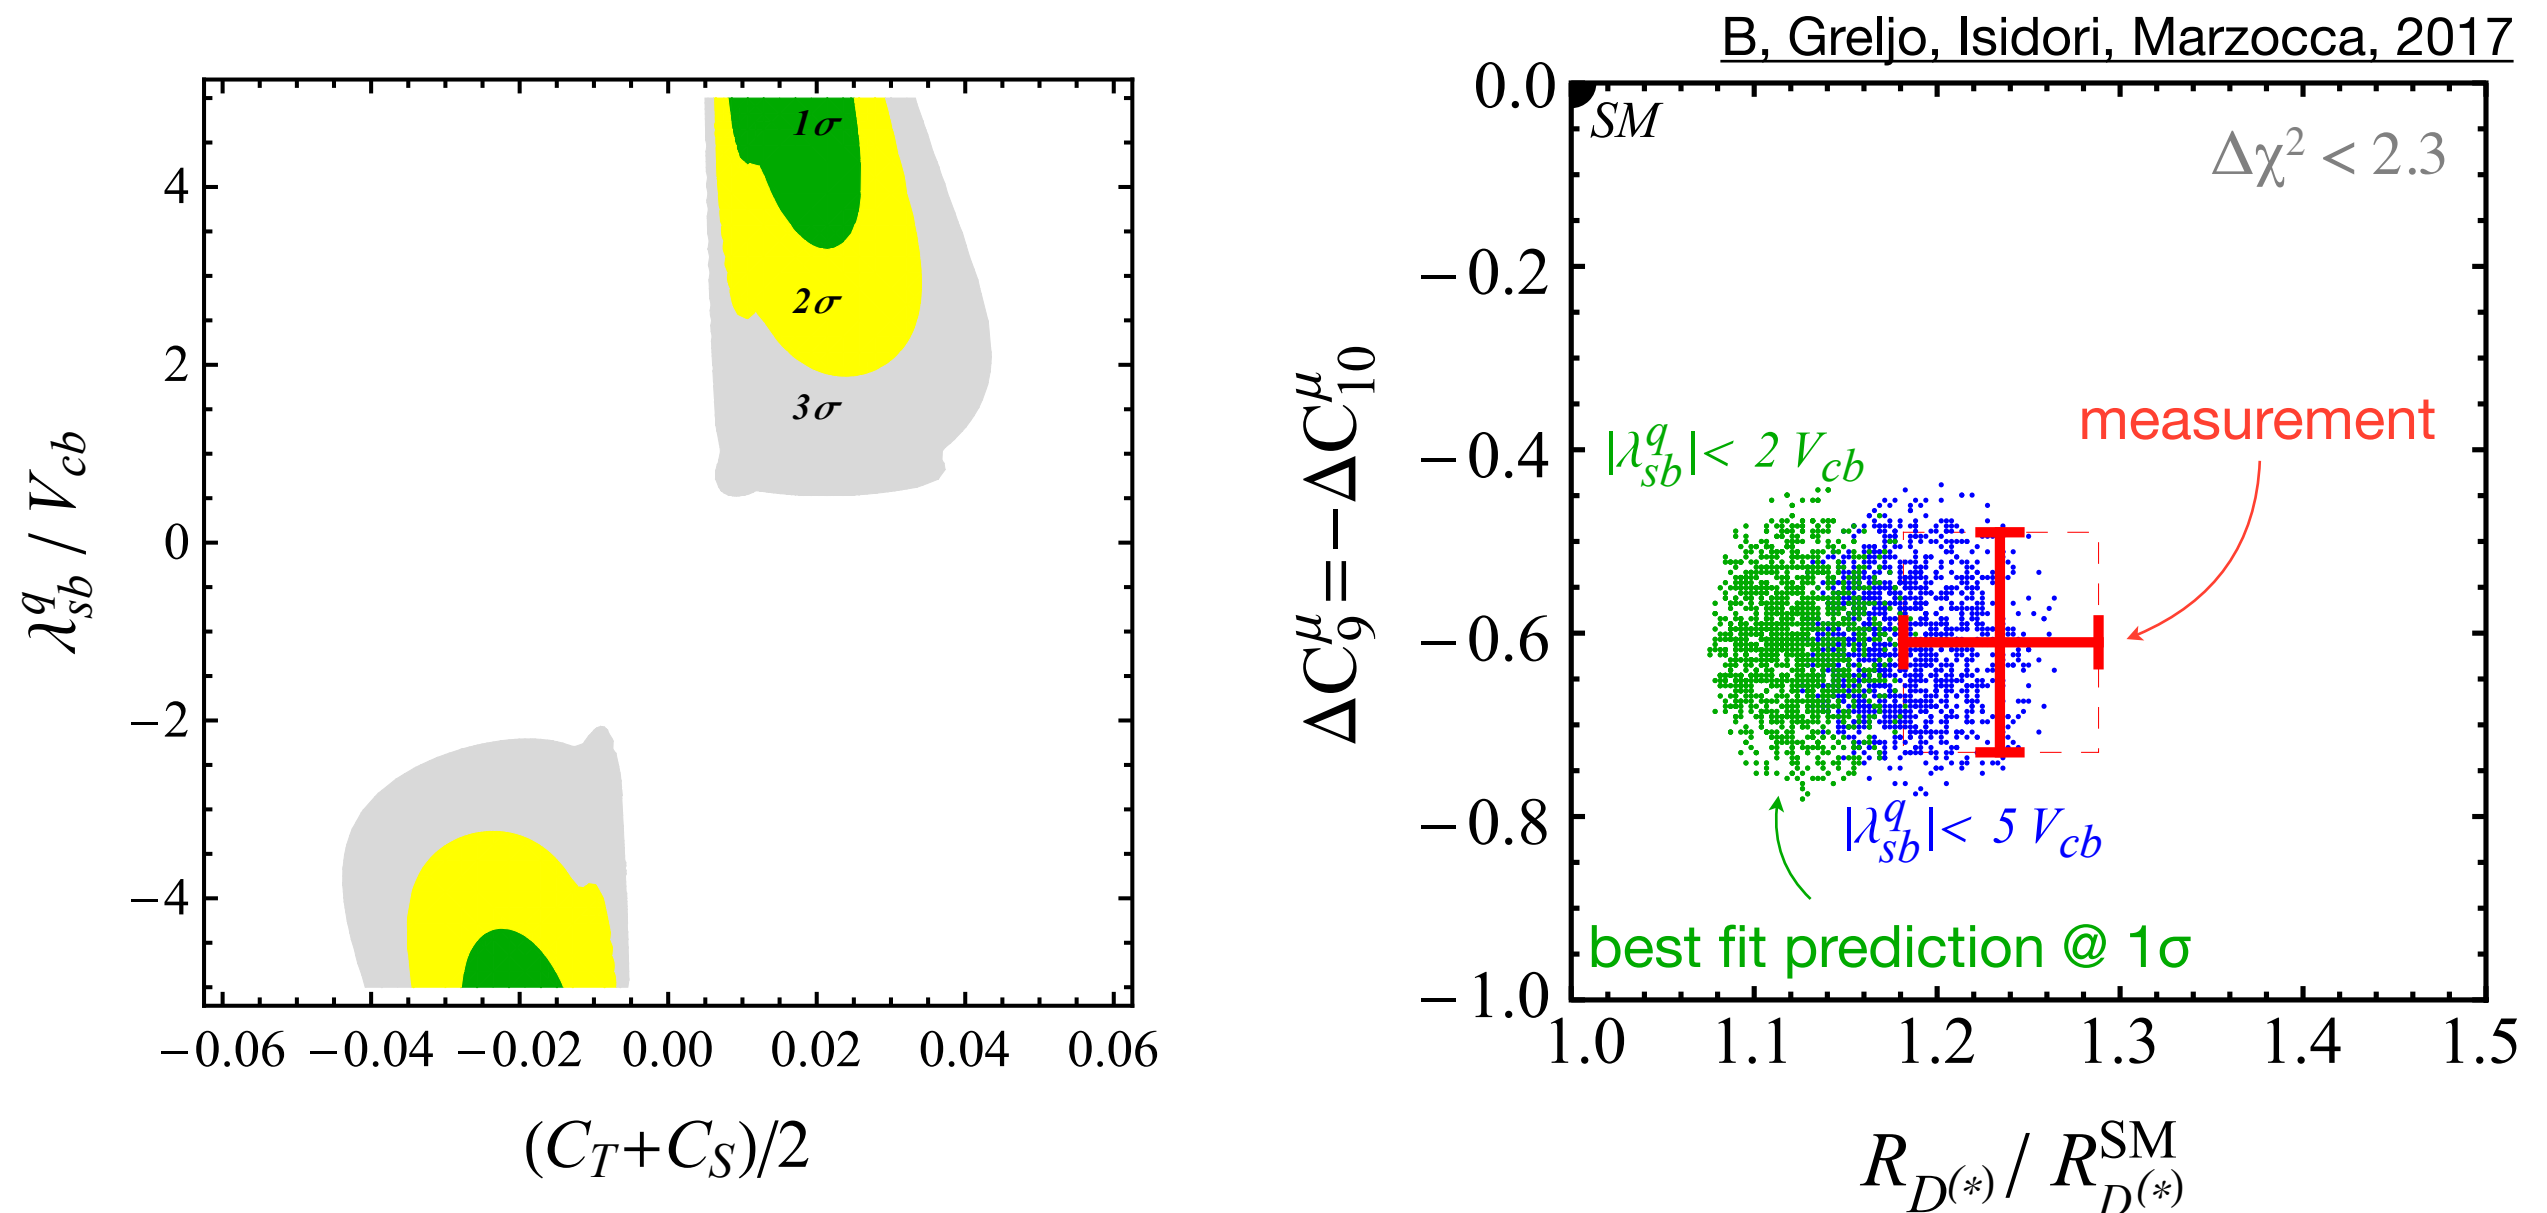 B, Greljo, Isidori, Marzocca, 2017
1σ
2σ
3σ
4
2
0
−2
−4
λ^q_sb / V_cb
−0.06 −0.04 −0.02 0.00 0.02 0.04 0.06
(C_T+C_S)/2
0.0
−0.2
−0.4
−0.6
−0.8
−1.0
ΔC^μ_9=−ΔC^μ_10
SM
Δχ² < 2.3
measurement
|λ^q_sb|< 2 V_cb
|λ^q_sb|< 5 V_cb
best fit prediction @ 1σ
1.0 1.1 1.2 1.3 1.4 1.5
R_D^(*) / R^SM_D^(*)